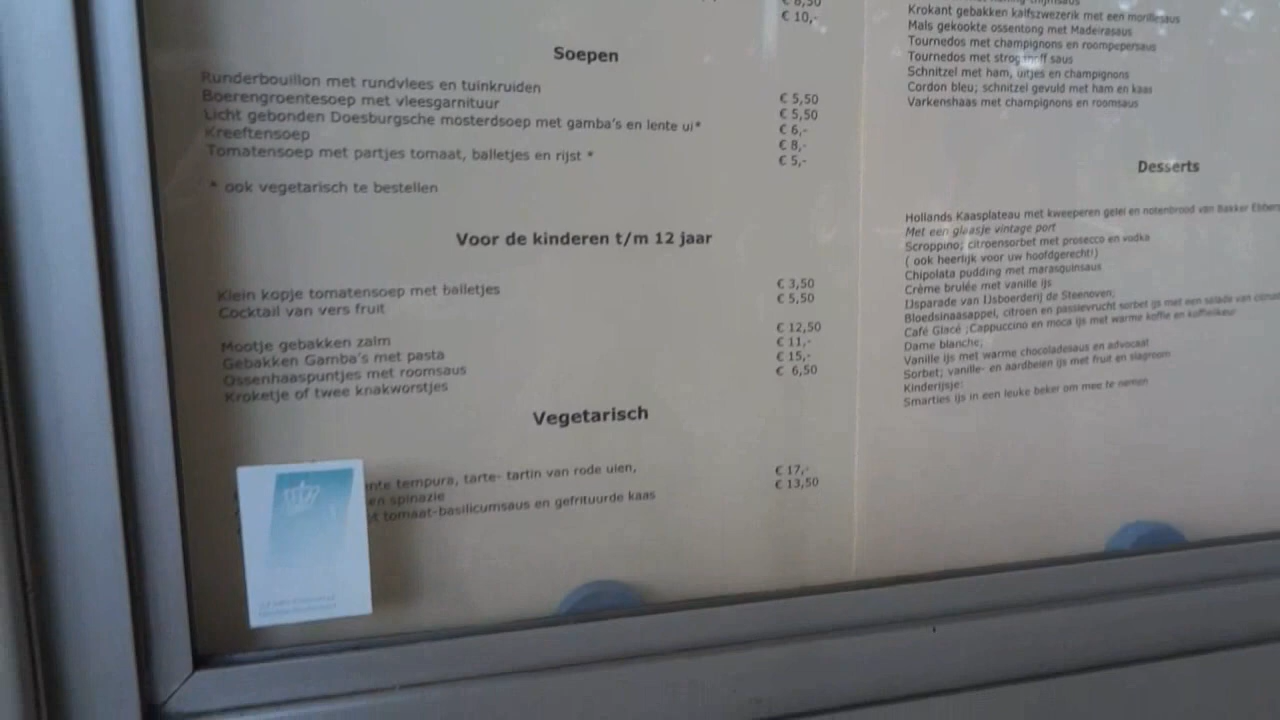 € 10,-
Soepen
Runderbouillon met rundvlees en tuinkruiden
Boerengroentesoep met vleesgarnituur € 5,50
Licht gebonden Doesburgsche mosterdsoep met gamba's en lente ui* € 5,50
Kreeftensoep € 6,-
Tomatensoep met partjes tomaat, balletjes en rijst * € 8,-
€ 5,-
* ook vegetarisch te bestellen
Voor de kinderen t/m 12 jaar
Klein kopje tomatensoep met balletjes € 3,50
Cocktail van vers fruit € 5,50
Mootje gebakken zalm € 12,50
Gebakken Gamba's met pasta € 11,-
Ossenhaaspuntjes met roomsaus € 15,-
Kroketje of twee knakworstjes € 6,50
Vegetarisch
tempura, tarte- tartin van rode uien, € 17,-
en spinazie € 13,50
tomaat-basilicumsaus en gefrituurde kaas
Krokant gebakken kalfszwezerik met een morillesaus
Mals gekookte ossentong met Madeirasaus
Tournedos met champignons en roompepersaus
Tournedos met strogonoff saus
Schnitzel met ham, uitjes en champignons
Cordon bleu; schnitzel gevuld met ham en kaas
Varkenshaas met champignons en roomsaus
Desserts
Hollands Kaasplateau met kweeperen gelei en notenbrood van Bakker
Met een glaasje vintage port
Scroppino; citroensorbet met prosecco en vodka
( ook heerlijk voor uw hoofdgerecht!)
Chipolata pudding met marasquinsaus
Crème brulée met vanille ijs
IJsparade van IJsboerderij de Steenoven;
Bloedsinaasappel, citroen en passievrucht sorbet ijs met een salade van
Café Glacé ;Cappuccino en moca ijs met warme koffie en koffielikeur
Dame blanche;
Vanille ijs met warme chocoladesaus en advocaat
Sorbet; vanille- en aardbeien ijs met fruit en slagroom
Kinderijsje:
Smarties ijs in een leuke beker om mee te nemen